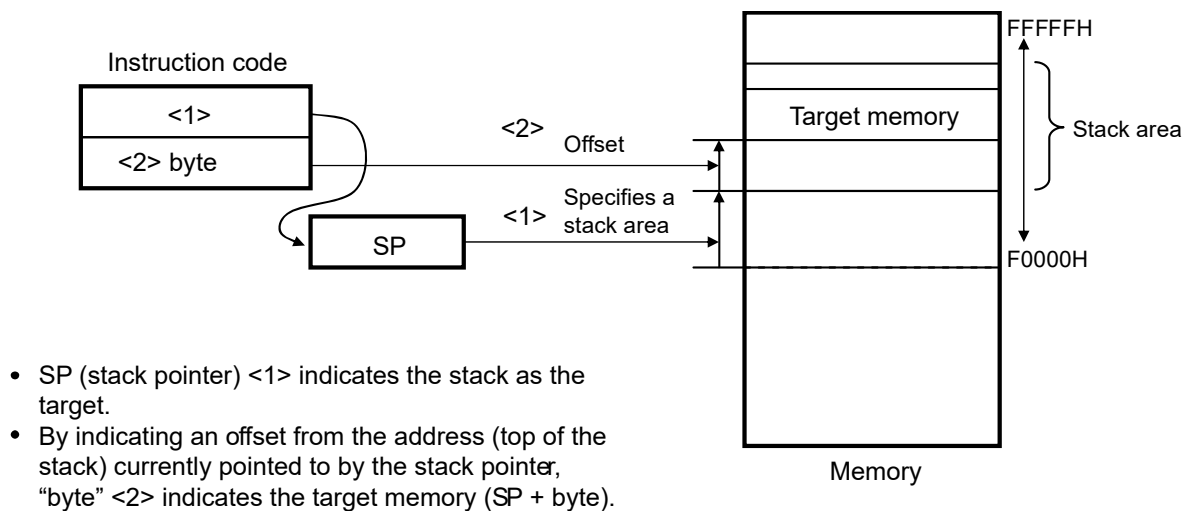 FFFFFH
Instruction code
<1>
<2> byte
<2>
Offset
Target memory
Stack area
<1>
Specifies a
stack area
SP
F0000H
• SP (stack pointer) <1> indicates the stack as the
target.
• By indicating an offset from the address (top of the
stack) currently pointed to by the stack pointer,
“byte” <2> indicates the target memory (SP + byte).
Memory